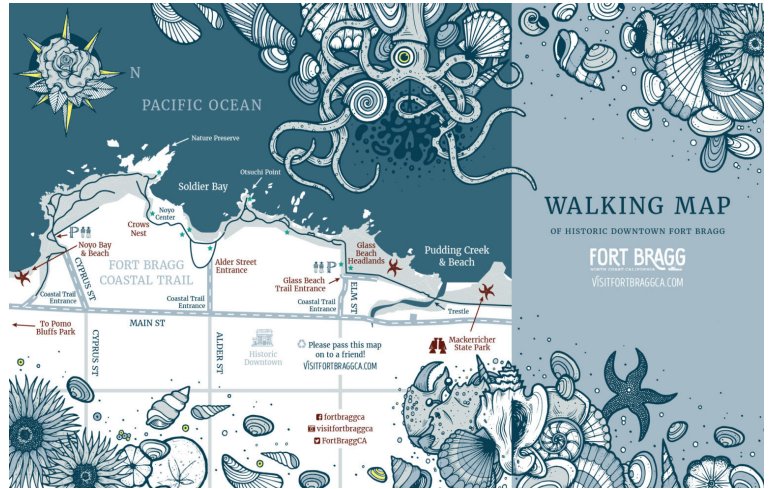 N
PACIFIC OCEAN
Nature Preserve
Soldier Bay
Otsuchi Point
Noyo
Center
Crows
Nest
P
Noyo Bay
& Beach
CYPRUS ST
FORT BRAGG
COASTAL TRAIL
Alder Street
Entrance
P
Glass
Beach
Headlands
Glass Beach
Trail Entrance
Pudding Creek
& Beach
ELM ST
Coastal Trail
Entrance
Coastal Trail
Entrance
Coastal Trail
Entrance
Trestle
To Pomo
Bluffs Park
MAIN ST
CYPRUS ST
ALDER ST
Historic
Downtown
Please pass this map
on to a friend!
VISITFORTBRAGGCA.COM
Mackerricher
State Park
fortbraggca
visitfortbraggca
FortBraggCA
WALKING MAP
OF HISTORIC DOWNTOWN FORT BRAGG
FORT BRAGG
NORTH COAST CALIFORNIA
VISITFORTBRAGGCA.COM